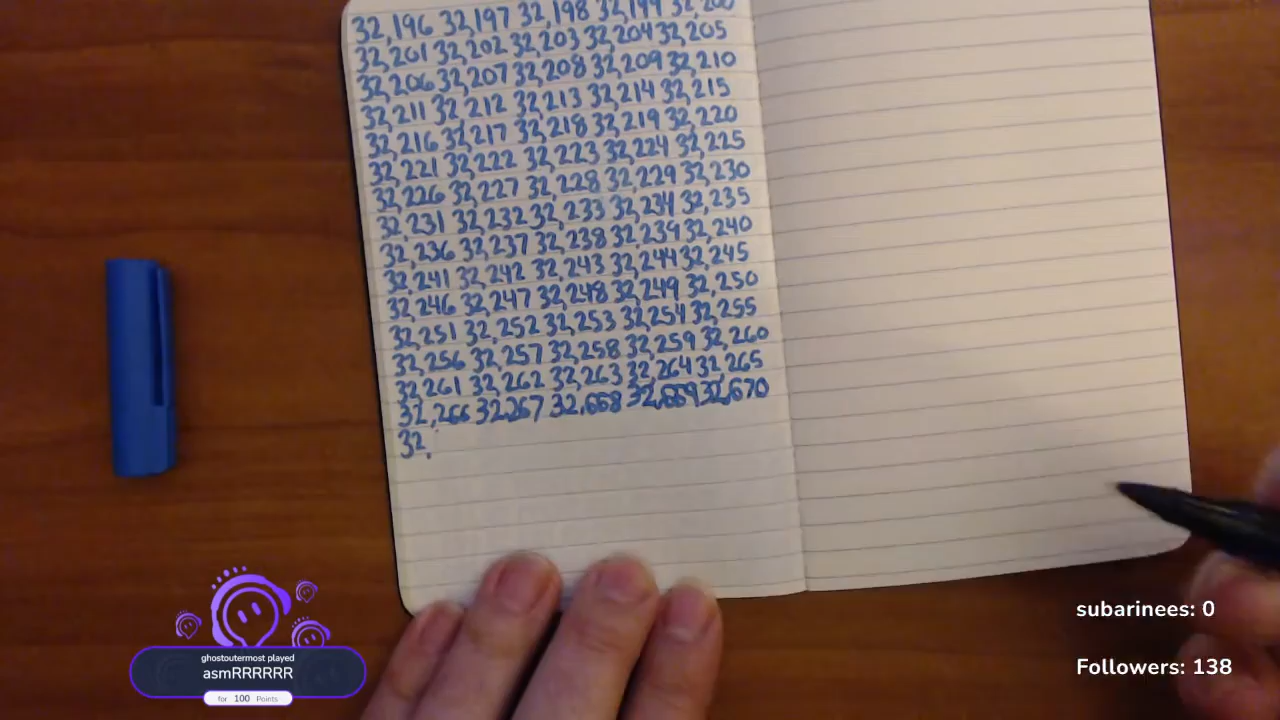 32,196 32,197 32,198 32,199 32,200
32,201 32,202 32,203 32,204 32,205
32,206 32,207 32,208 32,209 32,210
32,211 32,212 32,213 32,214 32,215
32,216 32,217 32,218 32,219 32,220
32,221 32,222 32,223 32,224 32,225
32,226 32,227 32,228 32,229 32,230
32,231 32,232 32,233 32,234 32,235
32,236 32,237 32,238 32,239 32,240
32,241 32,242 32,243 32,244 32,245
32,246 32,247 32,248 32,249 32,250
32,251 32,252 32,253 32,254 32,255
32,256 32,257 32,258 32,259 32,260
32,261 32,262 32,263 32,264 32,265
32,266 32,267 32,668 32,669 32,670
32,
ghostoutermost played
asmRRRRRR
for 100 Points
subarinees: 0
Followers: 138